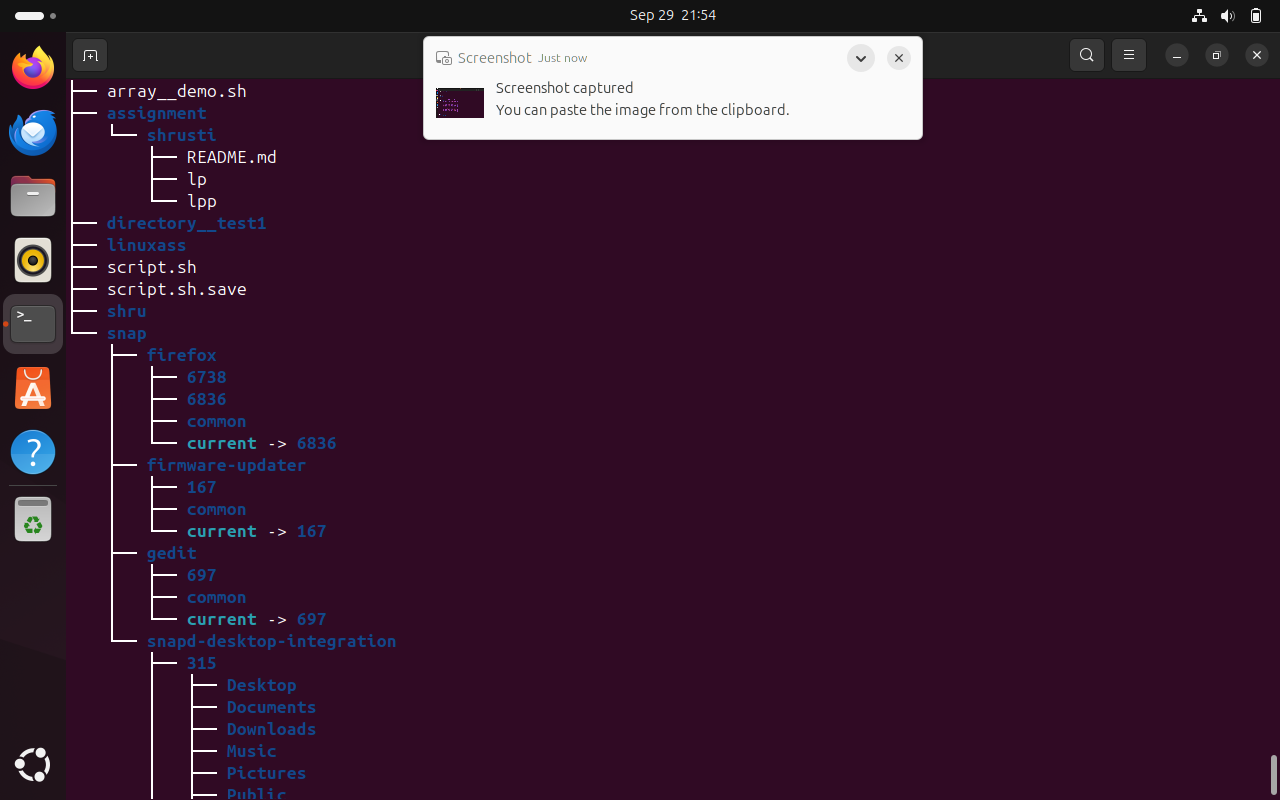 Sep 29 21:54
Screenshot Just now
Screenshot captured
You can paste the image from the clipboard.
├── array__demo.sh
├── assignment
│   └── shrusti
│       ├── README.md
│       ├── lp
│       └── lpp
├── directory__test1
├── linuxass
├── script.sh
├── script.sh.save
├── shru
└── snap
    ├── firefox
    │   ├── 6738
    │   ├── 6836
    │   ├── common
    │   └── current -> 6836
    ├── firmware-updater
    │   ├── 167
    │   ├── common
    │   └── current -> 167
    ├── gedit
    │   ├── 697
    │   ├── common
    │   └── current -> 697
    └── snapd-desktop-integration
        ├── 315
        │   ├── Desktop
        │   ├── Documents
        │   ├── Downloads
        │   ├── Music
        │   ├── Pictures
        │   ├── Public